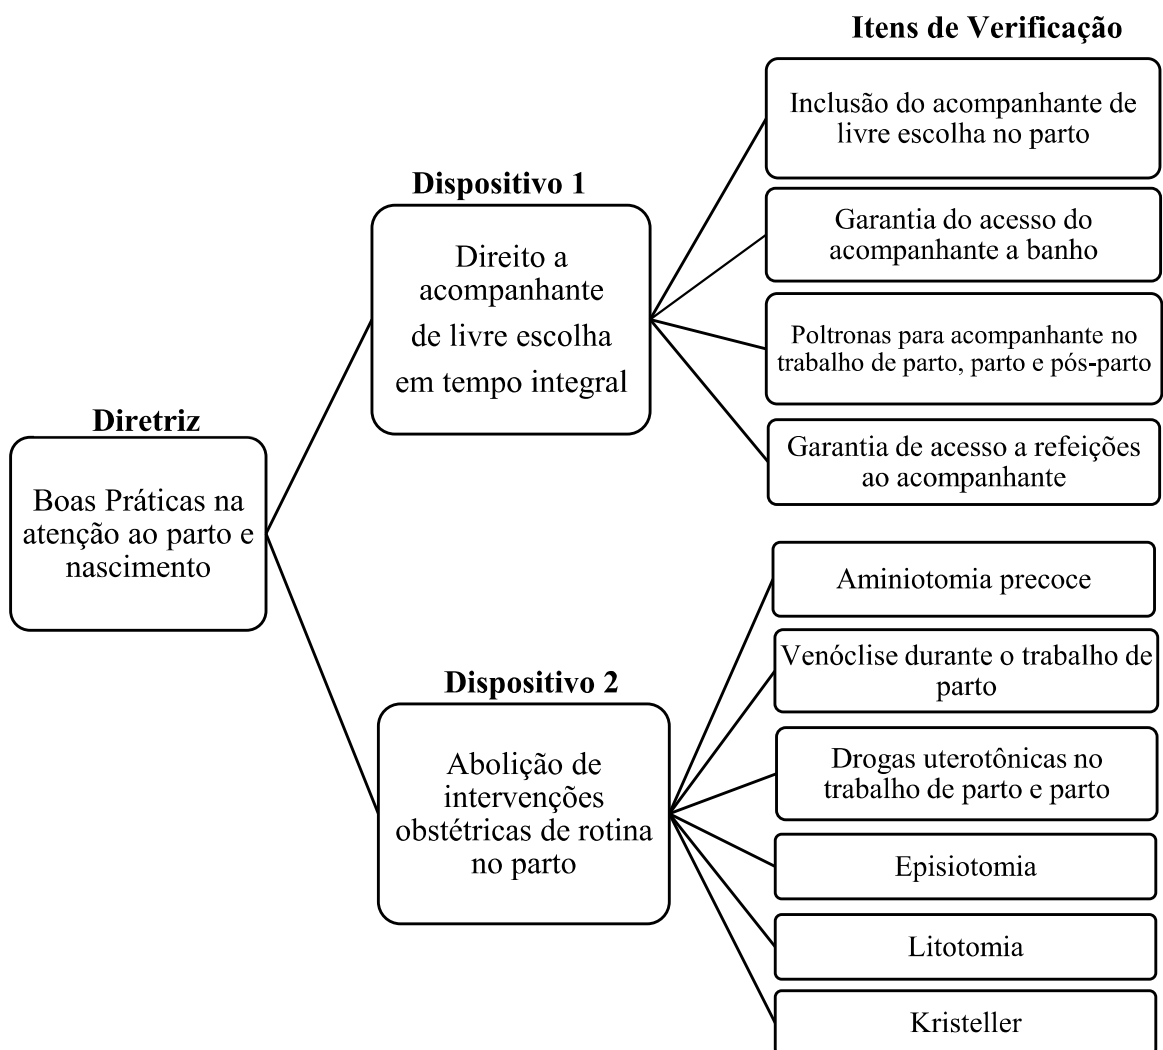 Itens de Verificação
Inclusão do acompanhante de
livre escolha no parto
Dispositivo 1
Garantia do acesso do
acompanhante a banho
Direito a
acompanhante
de livre escolha
em tempo integral
Poltronas para acompanhante no
trabalho de parto, parto e pós-parto
Diretriz
Garantia de acesso a refeições
ao acompanhante
Boas Práticas na
atenção ao parto e
nascimento
Aminiotomia precoce
Venóclise durante o trabalho de
parto
Dispositivo 2
Abolição de
intervenções
obstétricas de rotina
no parto
Drogas uterotônicas no
trabalho de parto e parto
Episiotomia
Litotomia
Kristeller